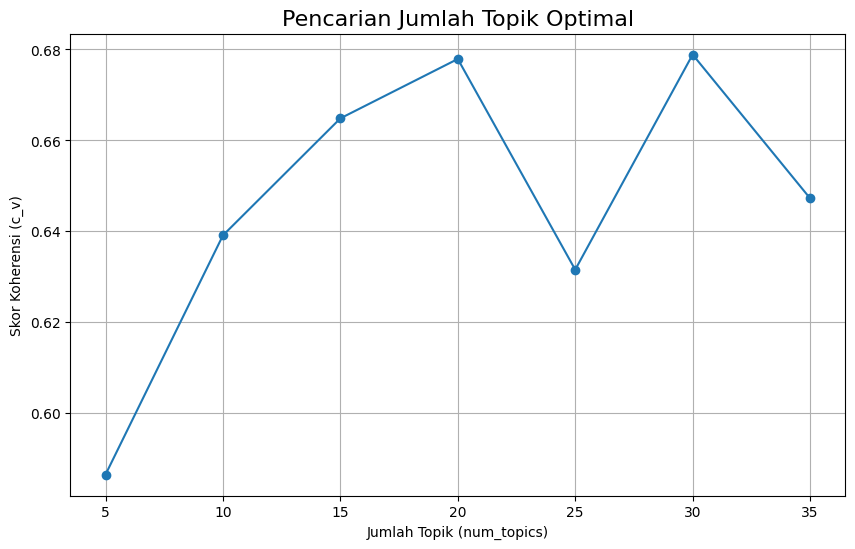 Pencarian Jumlah Topik Optimal
Skor Koherensi (c_v)
0.68
0.66
0.64
0.62
0.60
5 10 15 20 25 30 35
Jumlah Topik (num_topics)